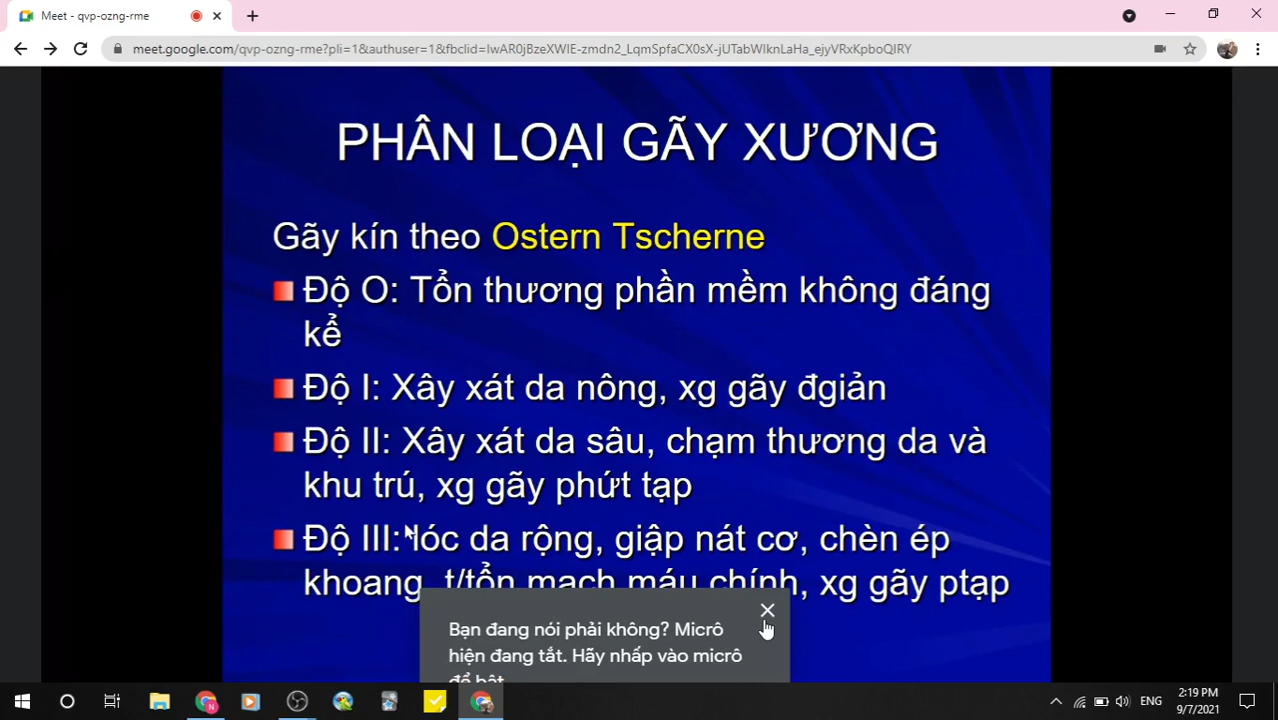 Meet - qvp-ozng-rme
meet.google.com/qvp-ozng-rme?pli=1&authuser=1&fbclid=IwAR0jBzeXWIE-zmdn2_LqmSpfaCX0sX-jUTabWIknLaHa_ejyVRxKpboQIRY
PHÂN LOẠI GÃY XƯƠNG
Gãy kín theo Ostern Tscherne
Độ O: Tổn thương phần mềm không đáng
kể
Độ I: Xây xát da nông, xg gãy đgiản
Độ II: Xây xát da sâu, chạm thương da và
khu trú, xg gãy phứt tạp
Độ III: lóc da rộng, giập nát cơ, chèn ép
khoang, t/tổn mạch máu chính, xg gãy ptạp
Bạn đang nói phải không? Micrô
hiện đang tắt. Hãy nhấp vào micrô
để bật
ENG
2:19 PM
9/7/2021